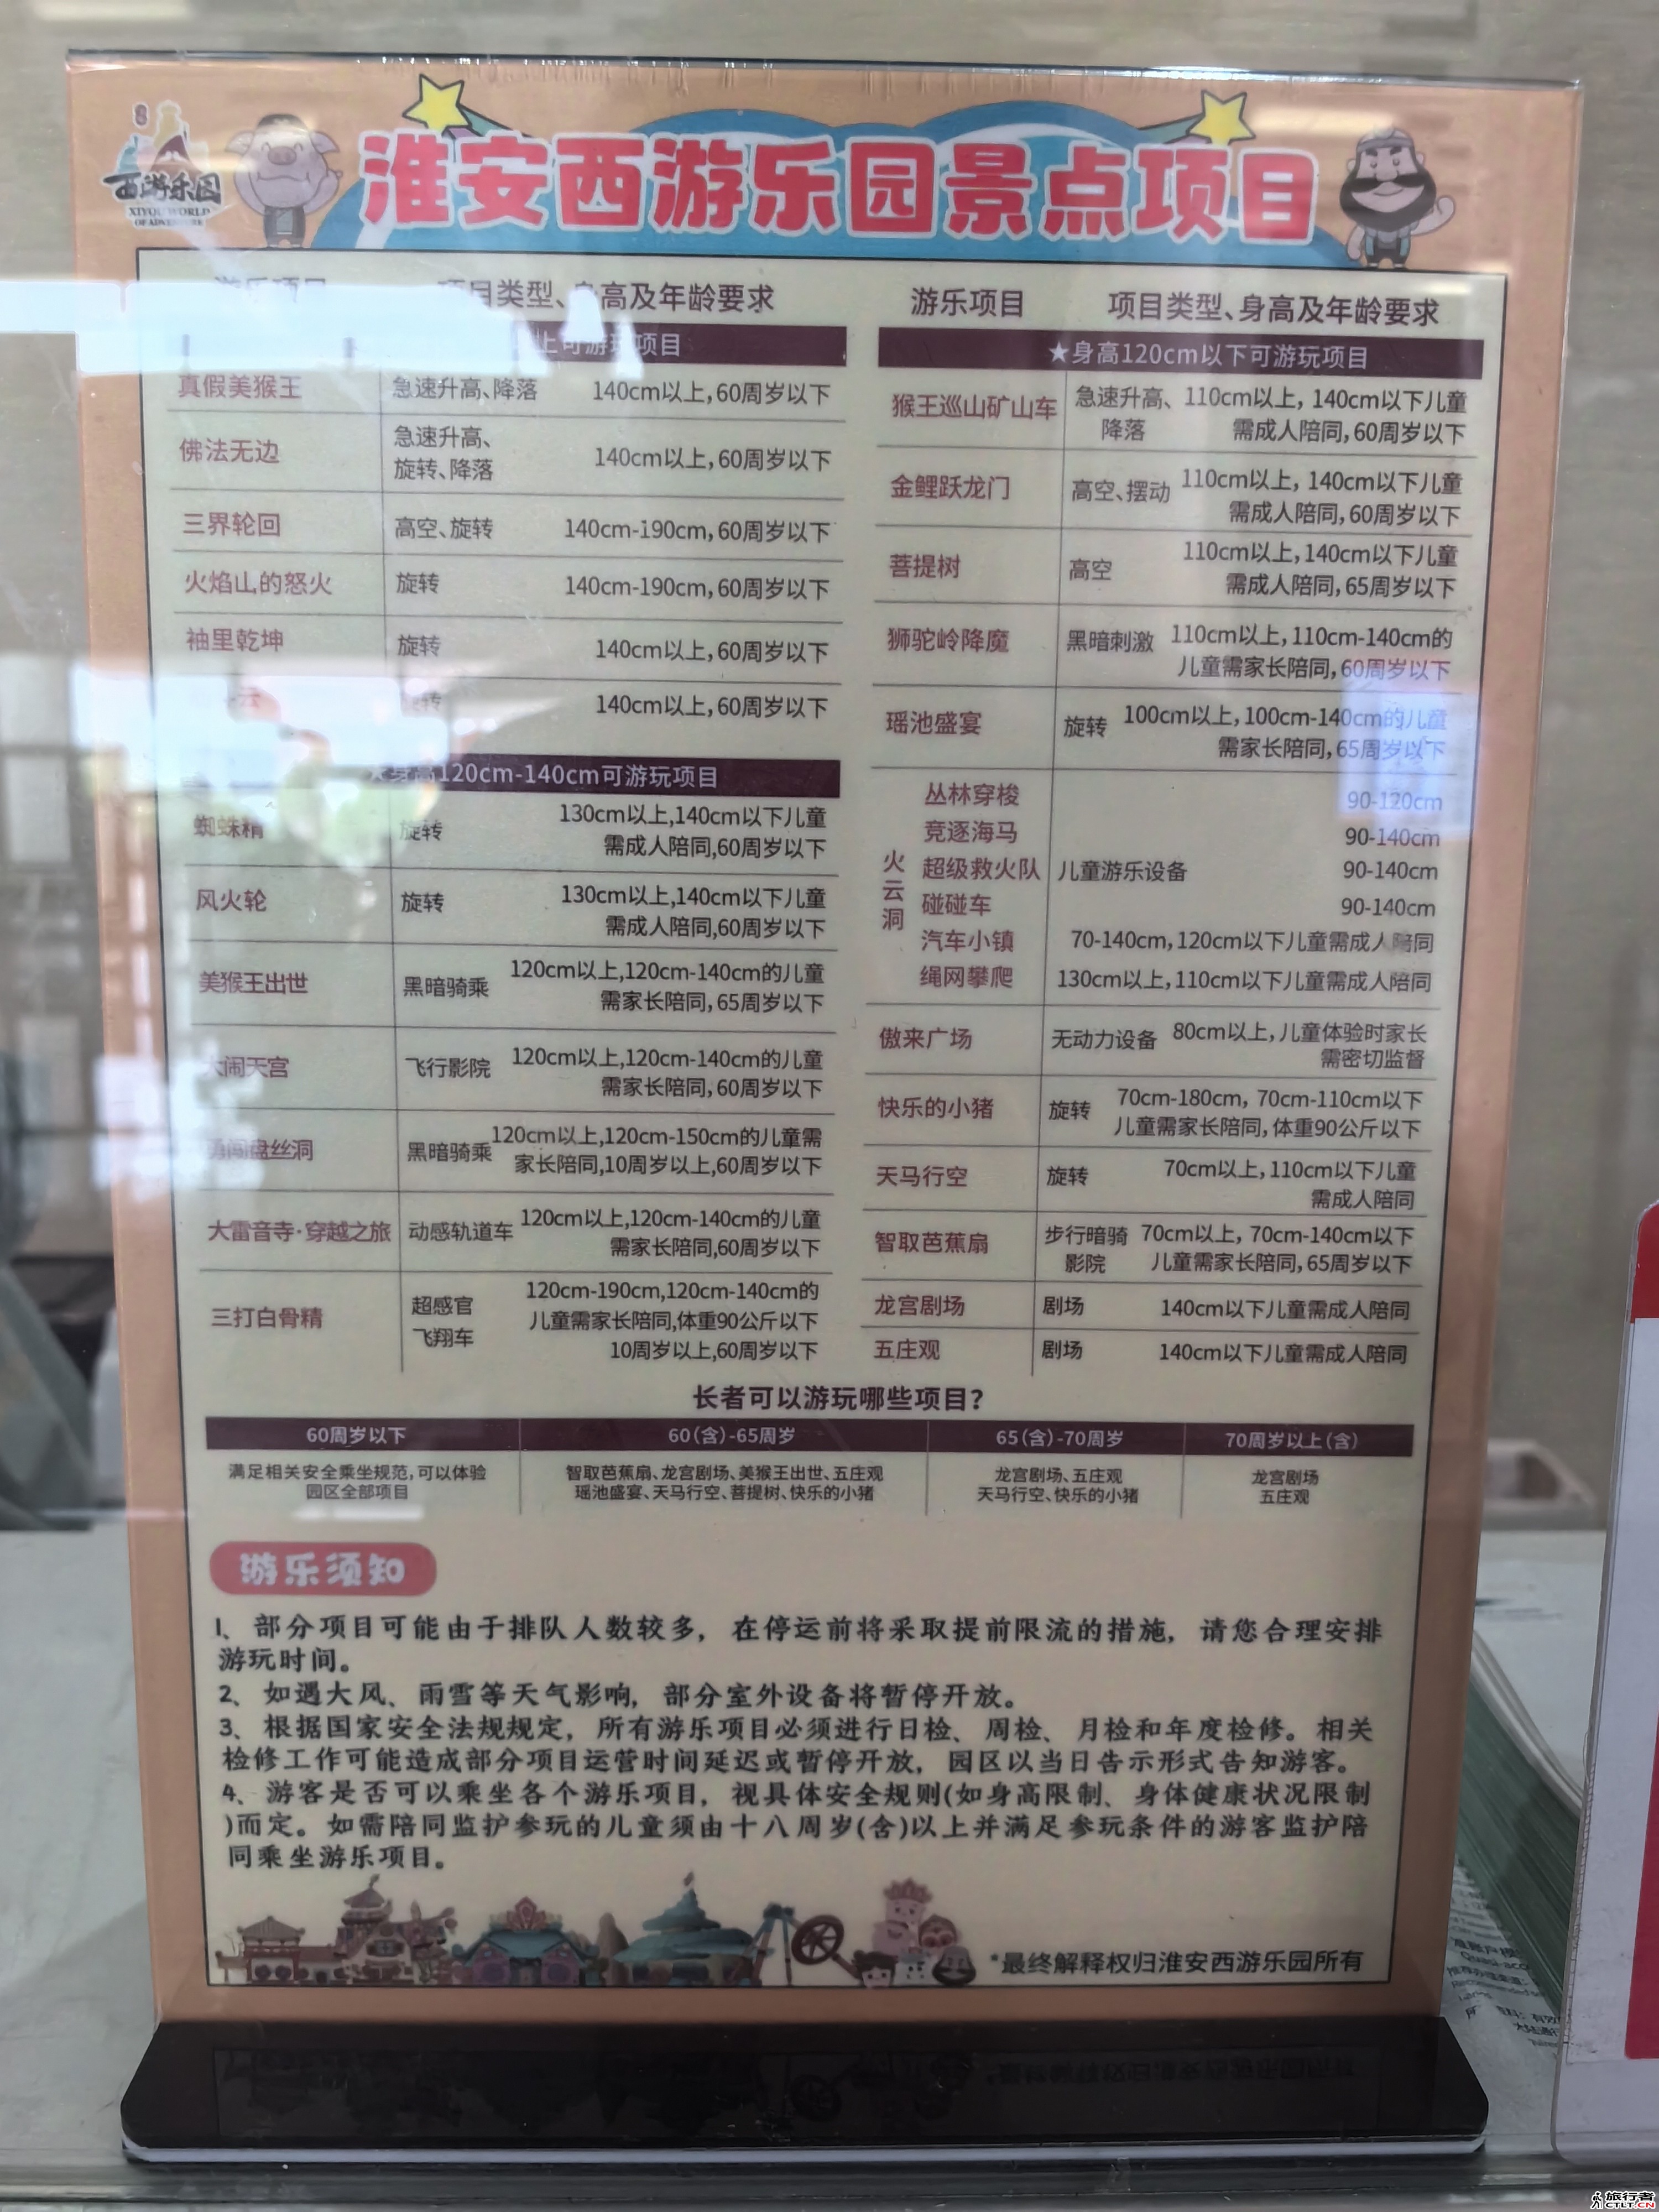 西游乐园
XIYOU WORLD
OF ADVENTURE
淮安西游乐园景点项目
游乐项目 项目类型、身高及年龄要求
上可游玩项目
真假美猴王 急速升高、降落 140cm以上,60周岁以下
佛法无边 急速升高、旋转、降落 140cm以上,60周岁以下
三界轮回 高空、旋转 140cm-190cm,60周岁以下
火焰山的怒火 旋转 140cm-190cm,60周岁以下
袖里乾坤 旋转 140cm以上,60周岁以下
云 旋转 140cm以上,60周岁以下
★身高120cm-140cm可游玩项目
蜘蛛精 旋转 130cm以上,140cm以下儿童
需成人陪同,60周岁以下
风火轮 旋转 130cm以上,140cm以下儿童
需成人陪同,60周岁以下
美猴王出世 黑暗骑乘 120cm以上,120cm-140cm的儿童
需家长陪同,65周岁以下
大闹天宫 飞行影院 120cm以上,120cm-140cm的儿童
需家长陪同,60周岁以下
勇闯盘丝洞 黑暗骑乘 120cm以上,120cm-150cm的儿童需
家长陪同,10周岁以上,60周岁以下
大雷音寺·穿越之旅 动感轨道车 120cm以上,120cm-140cm的儿童
需家长陪同,60周岁以下
三打白骨精 超感官飞翔车 120cm-190cm,120cm-140cm的
儿童需家长陪同,体重90公斤以下
10周岁以上,60周岁以下
游乐项目 项目类型、身高及年龄要求
★身高120cm以下可游玩项目
猴王巡山矿山车 急速升高、降落 110cm以上,140cm以下儿童
需成人陪同,60周岁以下
金鲤跃龙门 高空、摆动 110cm以上,140cm以下儿童
需成人陪同,60周岁以下
菩提树 高空 110cm以上,140cm以下儿童
需成人陪同,65周岁以下
狮驼岭降魔 黑暗刺激 110cm以上,110cm-140cm的
儿童需家长陪同,60周岁以下
瑶池盛宴 旋转 100cm以上,100cm-140cm的儿童
需家长陪同,65周岁以下
火云洞 儿童游乐设备
丛林穿梭 90-120cm
竞逐海马 90-140cm
超级救火队 90-140cm
碰碰车 90-140cm
汽车小镇 70-140cm,120cm以下儿童需成人陪同
绳网攀爬 130cm以上,110cm以下儿童需成人陪同
傲来广场 无动力设备 80cm以上,儿童体验时家长
需密切监督
快乐的小猪 旋转 70cm-180cm,70cm-110cm以下
儿童需家长陪同,体重90公斤以下
天马行空 旋转 70cm以上,110cm以下儿童
需成人陪同
智取芭蕉扇 步行暗骑影院 70cm以上,70cm-140cm以下
儿童需家长陪同,65周岁以下
龙宫剧场 剧场 140cm以下儿童需成人陪同
五庄观 剧场 140cm以下儿童需成人陪同
长者可以游玩哪些项目?
60周岁以下 60(含)-65周岁 65(含)-70周岁 70周岁以上(含)
满足相关安全乘坐规范,可以体验 智取芭蕉扇、龙宫剧场、美猴王出世、五庄观 龙宫剧场、五庄观 龙宫剧场
园区全部项目 瑶池盛宴、天马行空、菩提树、快乐的小猪 天马行空、快乐的小猪 五庄观
游乐须知
1、部分项目可能由于排队人数较多,在停运前将采取提前限流的措施,请您合理安排
游玩时间。
2、如遇大风、雨雪等天气影响,部分室外设备将暂停开放。
3、根据国家安全法规规定,所有游乐项目必须进行日检、周检、月检和年度检修。相关
检修工作可能造成部分项目运营时间延迟或暂停开放,园区以当日告示形式告知游客。
4、游客是否可以乘坐各个游乐项目,视具体安全规则(如身高限制、身体健康状况限制
)而定。如需陪同监护参玩的儿童须由十八周岁(含)以上并满足参玩条件的游客监护陪
同乘坐游乐项目。
*最终解释权归淮安西游乐园所有
旅行者
CTLT.CN